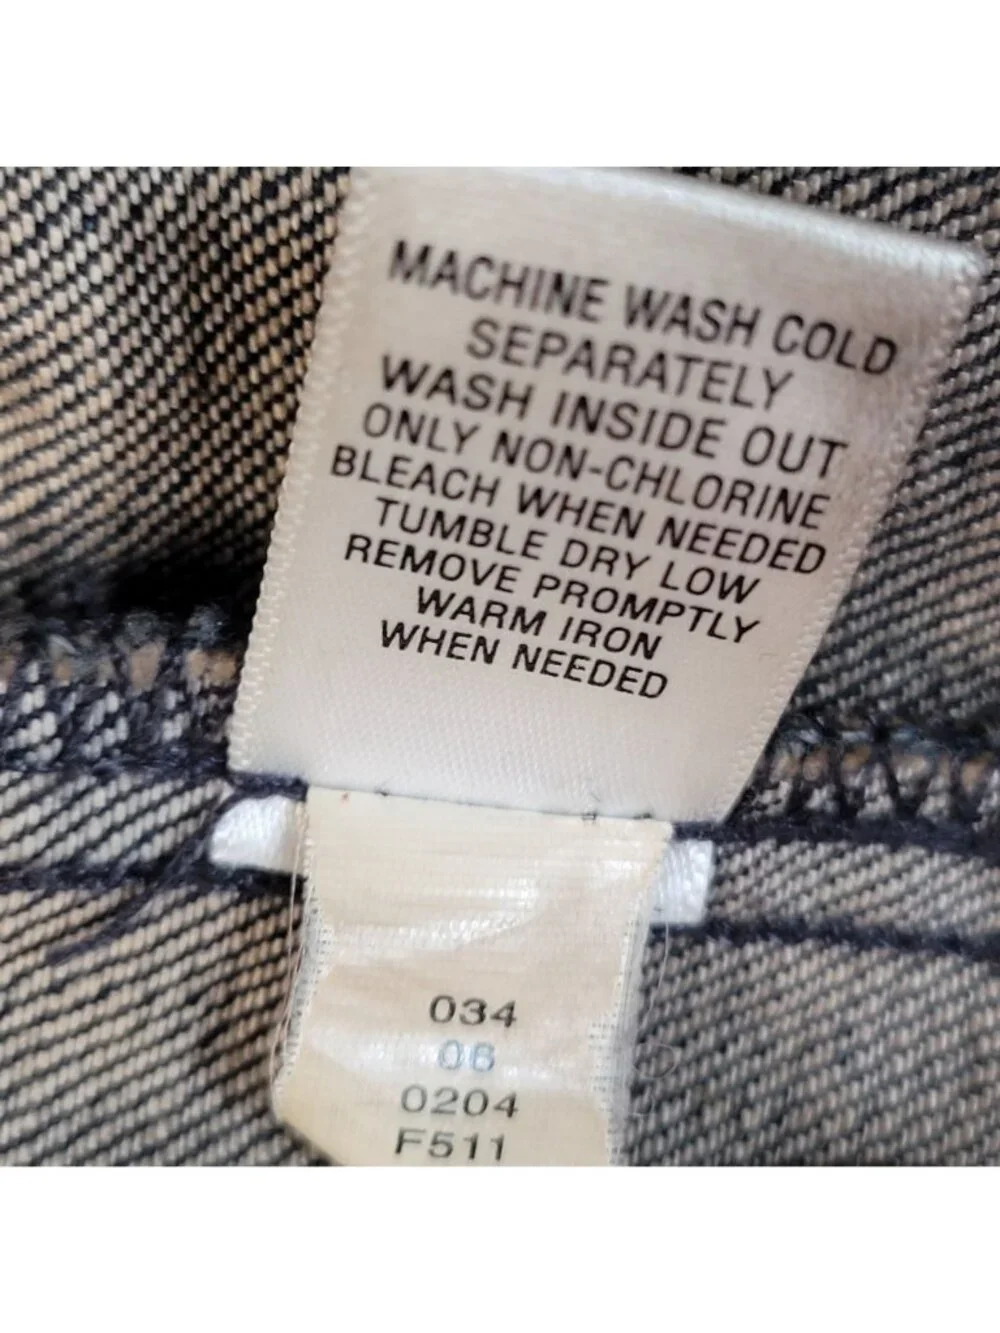 MACHINE WASH COLD
SEPARATELY
WASH INSIDE OUT
ONLY NON-CHLORINE
BLEACH WHEN NEEDED
TUMBLE DRY LOW
REMOVE PROMPTLY
WARM IRON
WHEN NEEDED
034
06
0204
F511